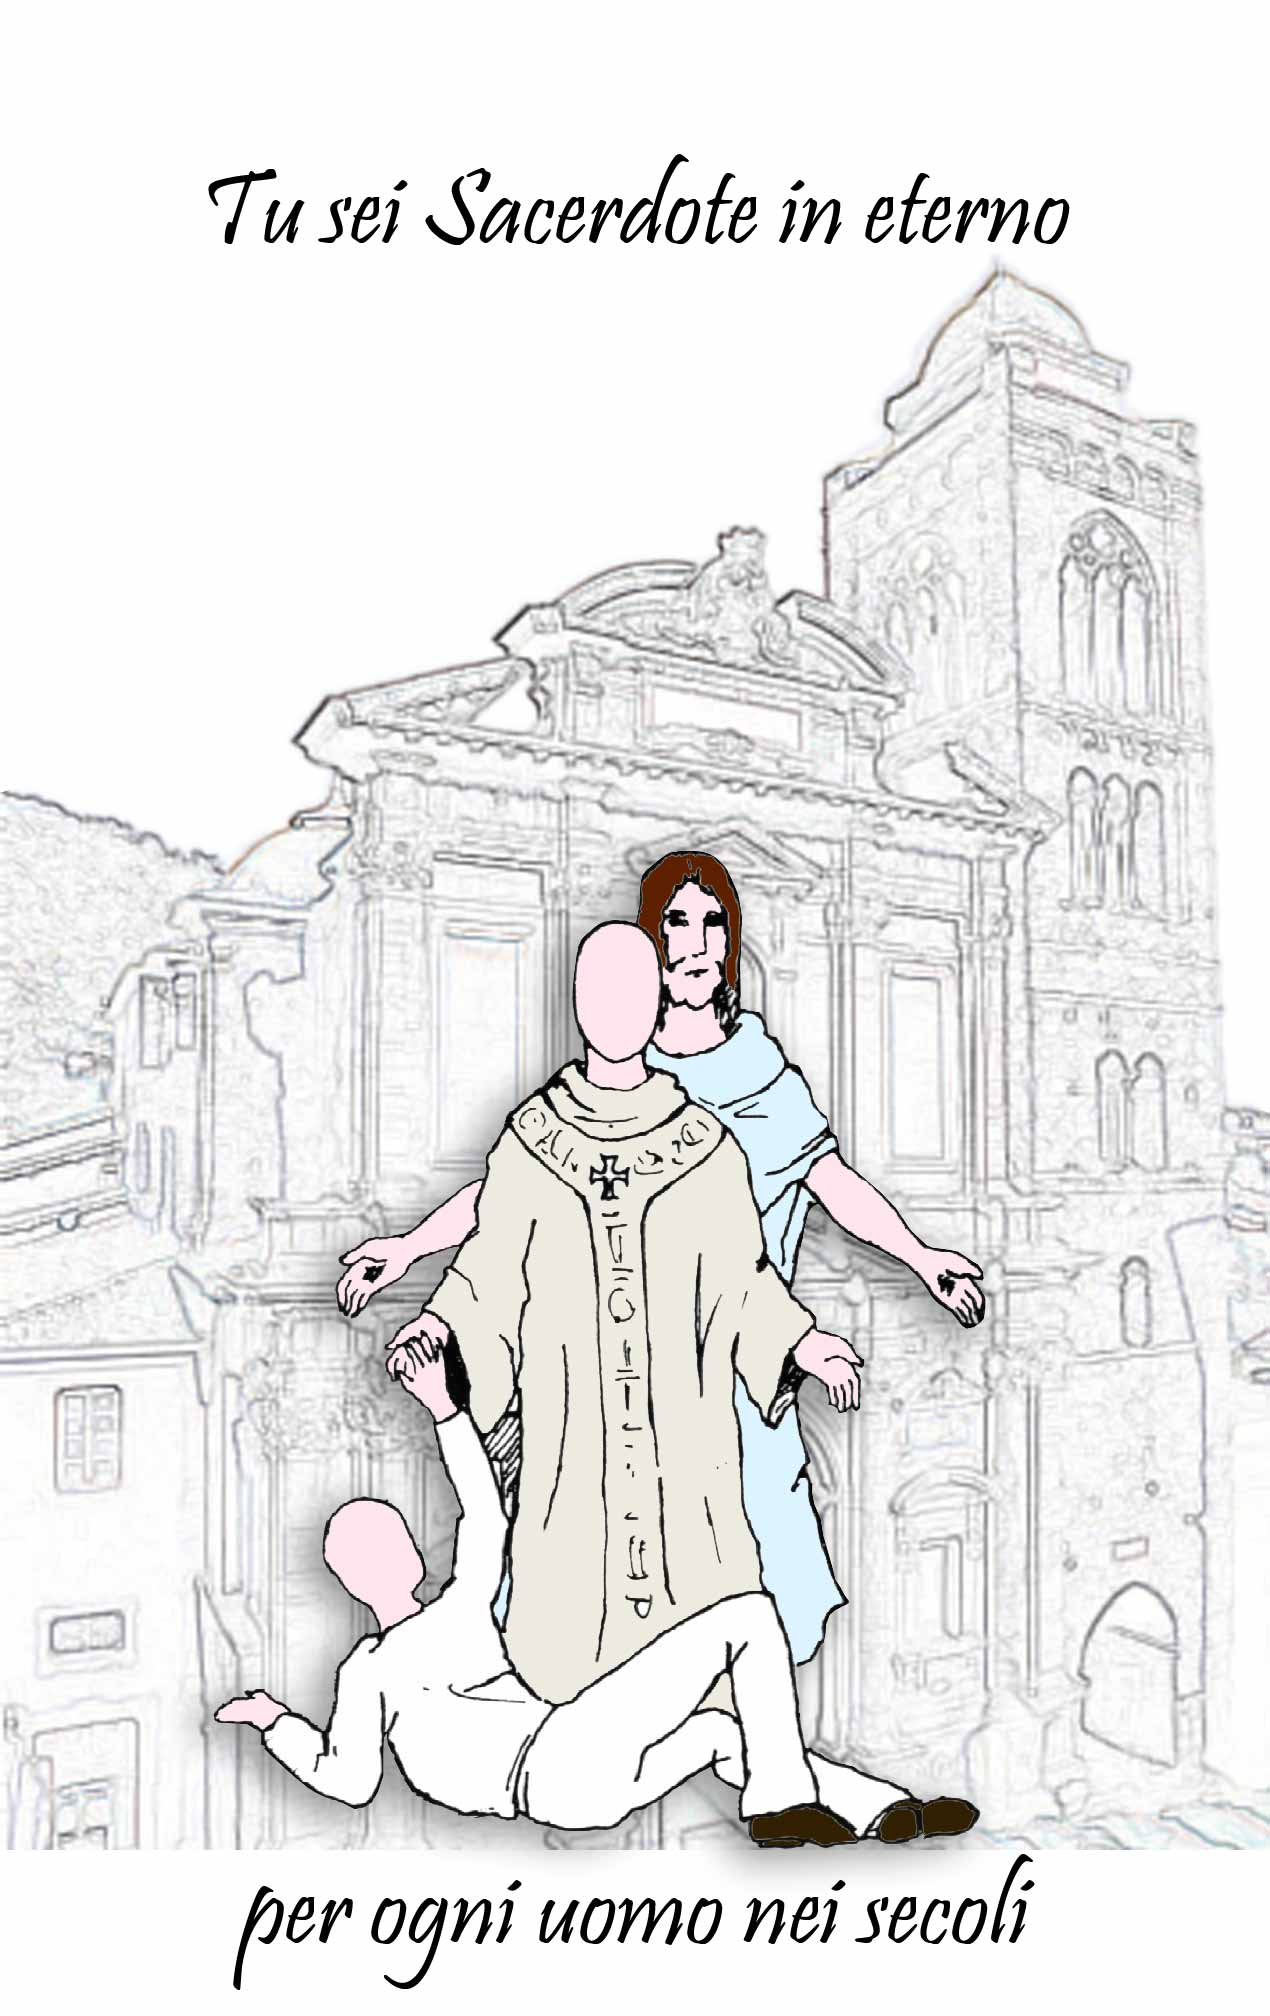 Tu sei Sacerdote in eterno
per ogni uomo nei secoli